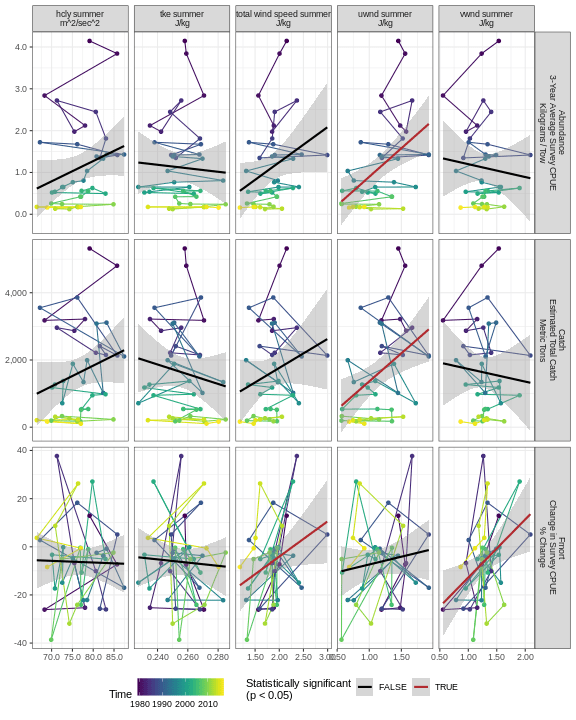 hcly summer
m^2/sec^2
tke summer
J/kg
total wind speed summer
J/kg
uwnd summer
J/kg
vwnd summer
J/kg
4.0
3.0
2.0
1.0
0.0
Abundance
3-Year Average Survey CPUE
Kilograms / Tow
4,000
2,000
0
Catch
Estimated Total Catch
Metric Tons
40
20
0
-20
-40
Fmort
Change in Survey CPUE
% Change
70.0 75.0 80.0 85.0
0.240 0.260 0.280
1.50 2.00 2.50 3.00
0.50 1.00 1.50
0.50 1.00 1.50 2.00
Time
1980 1990 2000 2010
Statistically significant
(p < 0.05)
FALSE
TRUE